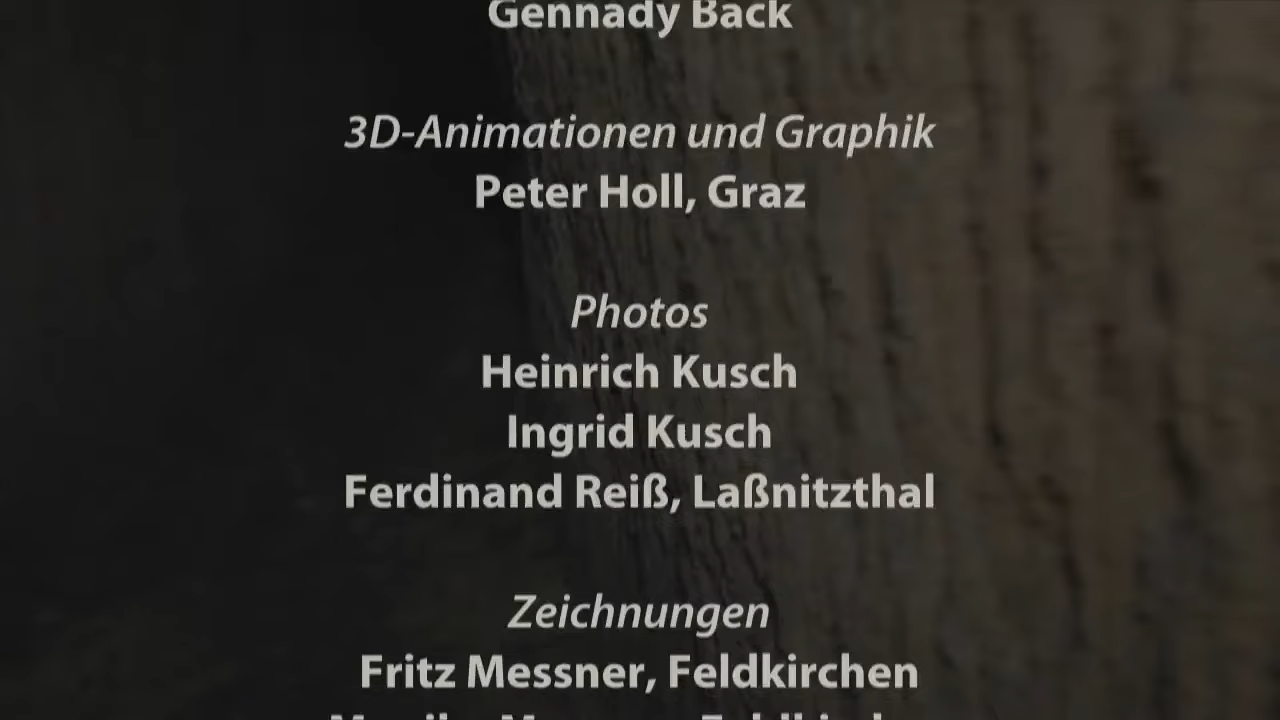 Gennady Back
3D-Animationen und Graphik
Peter Holl, Graz
Photos
Heinrich Kusch
Ingrid Kusch
Ferdinand Reiß, Laßnitzthal
Zeichnungen
Fritz Messner, Feldkirchen